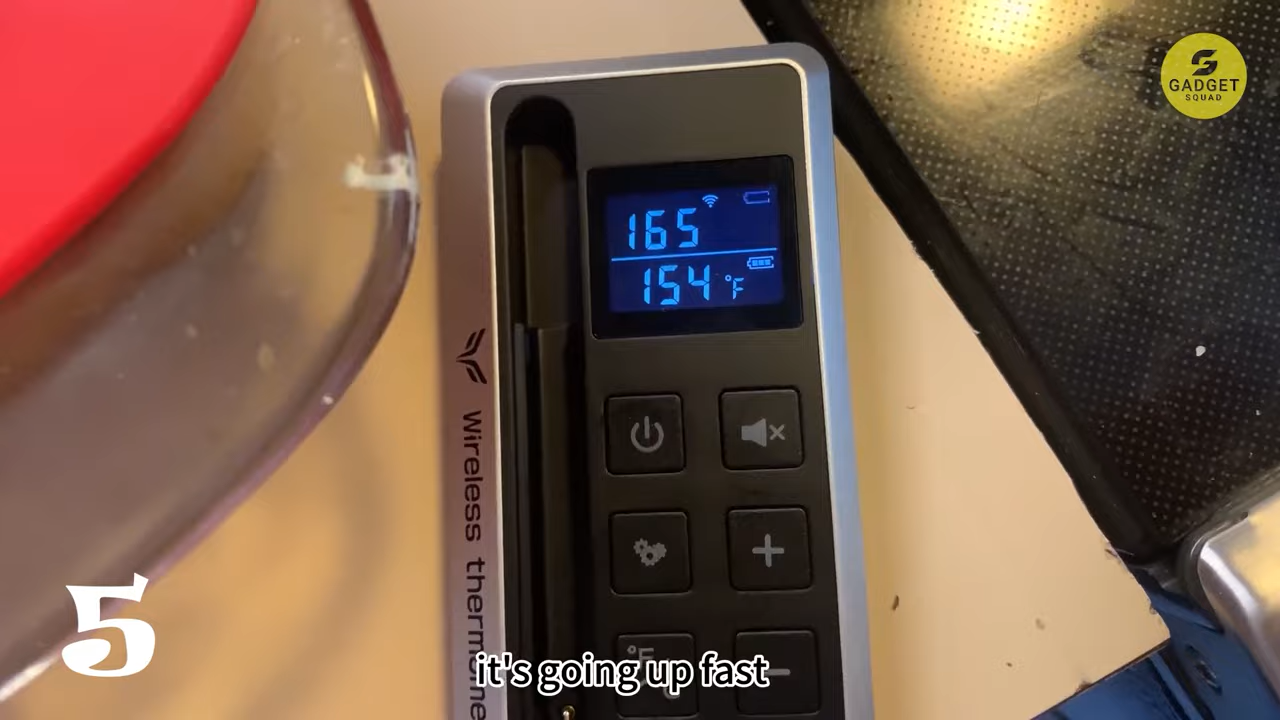 GADGET
SQUAD
165
154 °F
Wireless thermome
5
it's going up fast